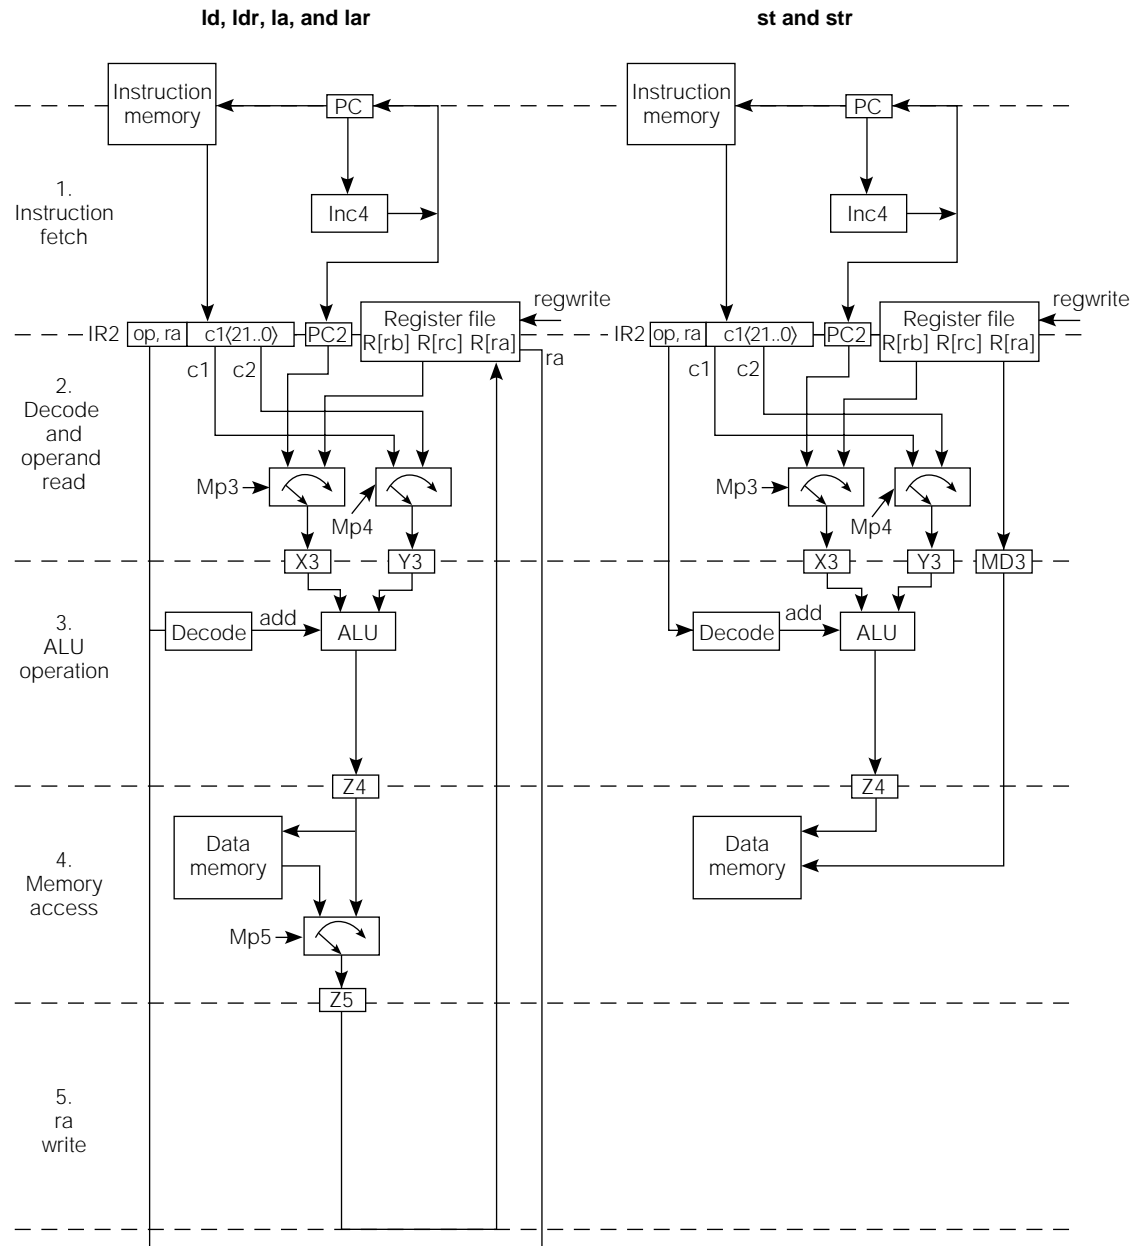 ld, ldr, la, and lar
st and str
Instruction
memory
PC
Instruction
memory
PC
1.
Instruction
fetch
Inc4
Inc4
regwrite
regwrite
IR2
op, ra
c1⟨21..0⟩
PC2
Register file
R[rb] R[rc] R[ra]
ra
IR2
op, ra
c1⟨21..0⟩
PC2
Register file
R[rb] R[rc] R[ra]
c1
c2
c1
c2
2.
Decode
and
operand
read
Mp3
Mp4
Mp3
Mp4
X3
Y3
X3
Y3
MD3
3.
ALU
operation
Decode
add
ALU
Decode
add
ALU
Z4
Z4
4.
Memory
access
Data
memory
Data
memory
Mp5
Z5
5.
ra
write